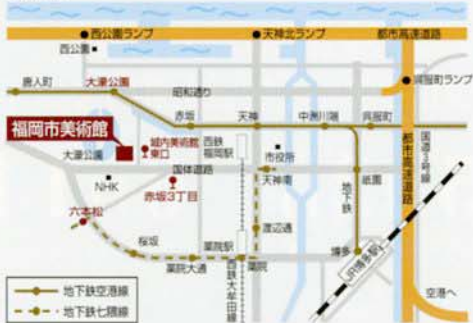 西公園ランプ
天神北ランプ
都市高速道路
西公園
呉服町ランプ
唐人町
大濠公園
昭和通り
赤坂
天神
中洲川端
呉服町
福岡市美術館
城内美術館
東口
西鉄
福岡駅
市役所
大濠公園
国体道路
天神南
祇園
地下鉄
都市高速道路
国道3号線
NHK
赤坂3丁目
六本松
渡辺通
桜坂
薬院駅
博多
JR博多駅
薬院大通
薬院
西鉄大牟田線
地下鉄空港線
地下鉄七隈線
空港へ